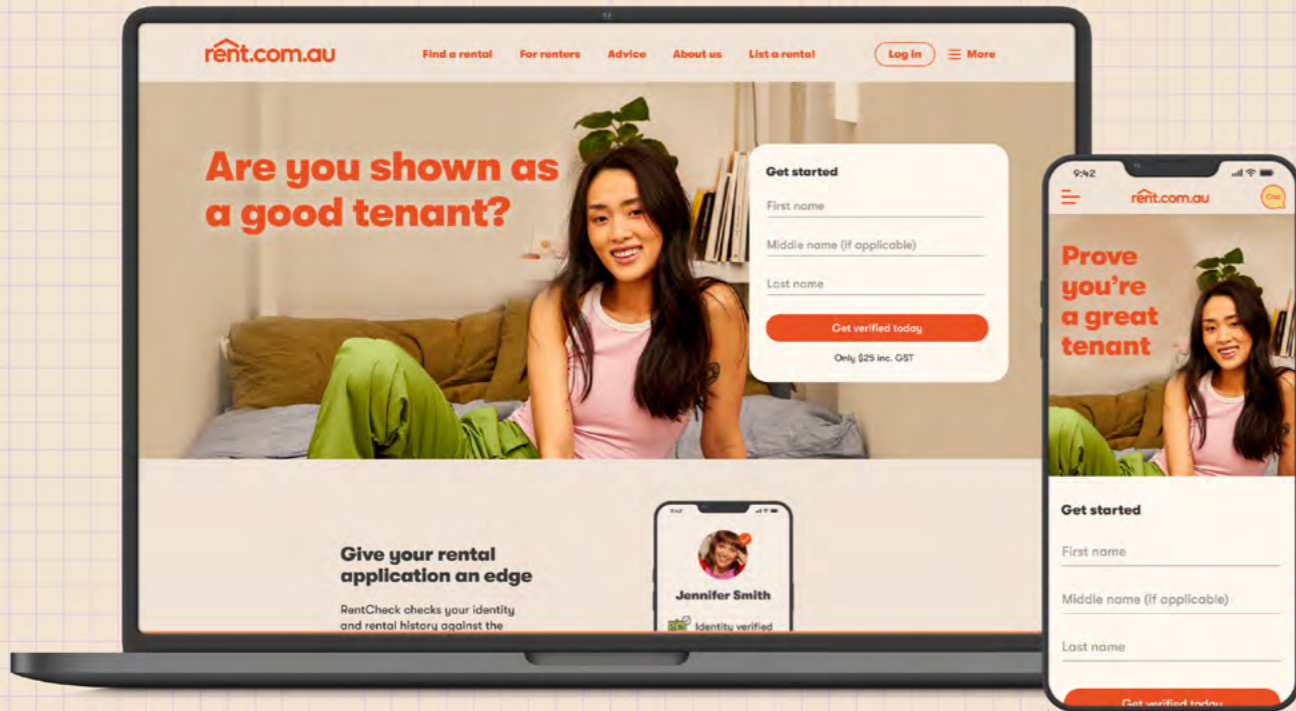 rent.com.au
Find a rental
For renters
Advice
About us
List a rental
Log in
More
Are you shown as
a good tenant?
Get started
First name
Middle name (if applicable)
Last name
Get verified today
Only $25 inc. GST
Give your rental
application an edge
RentCheck checks your identity
and rental history against the
9:42
Jennifer Smith
Identity verified
9:42
rent.com.au
Chat
Prove
you're
a great
tenant
Get started
First name
Middle name (if applicable)
Last name
Get verified today